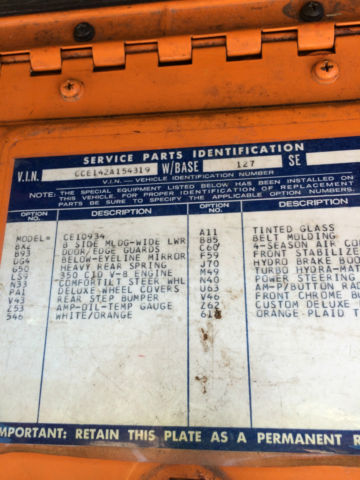 SERVICE PARTS IDENTIFICATION
V.I.N. CCE142A154319 W/BASE 127 SE
V.I.N. — VEHICLE IDENTIFICATION NUMBER
NOTE: THE SPECIAL EQUIPMENT LISTED BELOW HAS BEEN INSTALLED ON
THIS VEHICLE. FOR PROPER IDENTIFICATION OF REPLACEMENT
PARTS BE SURE TO SPECIFY THE APPLICABLE OPTION NUMBERS.
OPTION NO. DESCRIPTION
MODEL= CE10934
B SIDE MLDG-WIDE LWR
B93 DOOR/EDGE GUARDS
DG4 BELOW-EYELINE MIRROR
G50 HEAVY REAR SPRING
LS9 350 CID V-8 ENGINE
N33 COMFORTILT STEER WHL
PA1 DELUXE WHEEL COVERS
V43 REAR STEP BUMPER
Z53 AMP-OIL-TEMP GAUGE
546 WHITE/ORANGE
OPTION NO. DESCRIPTION
A11 TINTED GLASS
B85 BELT MOLDING
C60 4-SEASON AIR CO
F59 FRONT STABILIZE
J70 HYDRO BRAKE BOO
M49 TURBO HYDRA-MAT
N40 POWER STEERING
U63 AM-P/BUTTON RAD
V46 FRONT CHROME B
Z62 CUSTOM DELUXE
ORANGE PLAID T
IMPORTANT: RETAIN THIS PLATE AS A PERMANENT R